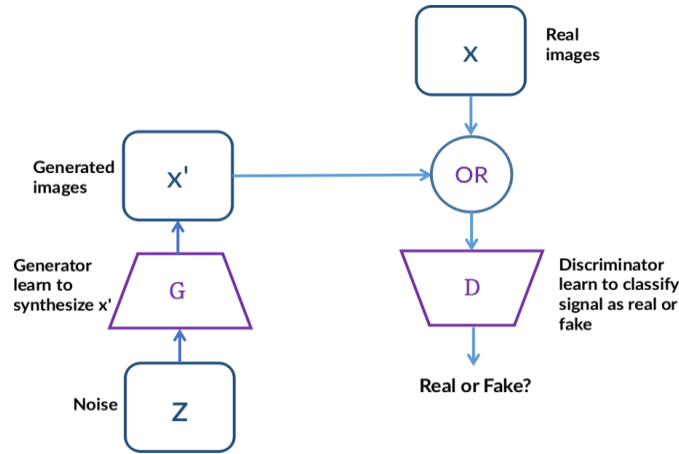 x
Real
images
Generated
images
x'
OR
Generator
learn to
synthesize x'
G
D
Discriminator
learn to classify
signal as real or
fake
Noise
z
Real or Fake?